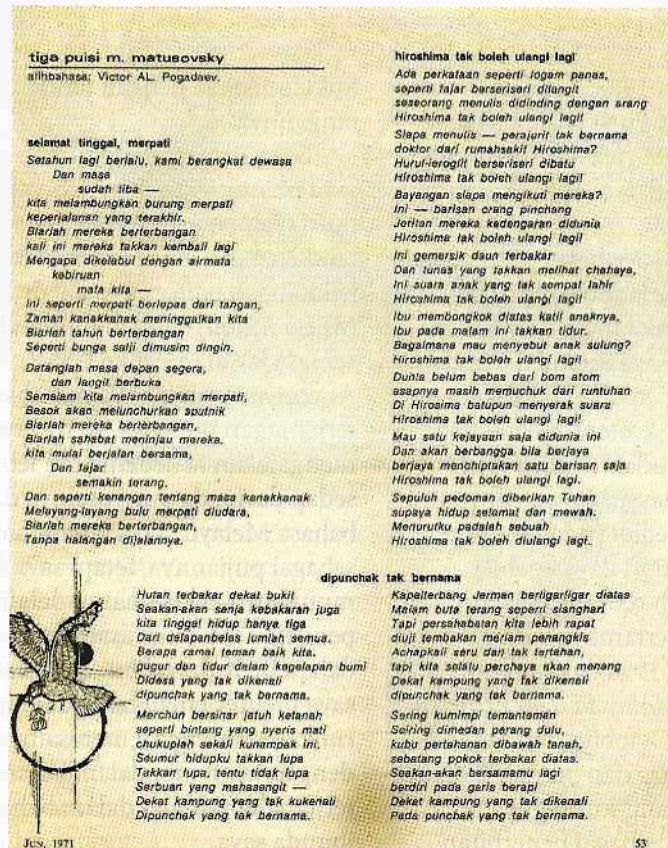 tiga puisi m. matusovsky
alihbahasa: Victor AL. Pogadaev.
selamat tinggal, merpati
Setahun lagi berlalu, kami berangkat dewasa
Dan masa
sudah tiba —
kita melambungkan burung merpati
keperjalanan yang terakhir.
Biarlah mereka berterbangan
kali ini mereka takkan kembali lagi
Mengapa dikelabui dengan airmata
kebiruan
mata kita —
Ini seperti merpati berlepas dari tangan,
Zaman kanakkanak meninggalkan kita
Biarlah tahun berterbangan
Seperti bunga salji dimusim dingin.
Datanglah masa depan segera,
dan langit berbuka
Semalam kita melambungkan merpati,
Besok akan melunchurkan sputnik
Biarlah mereka berterbangan,
Biarlah sahabat meninjau mereka,
kita mulai berjalan bersama,
Dan fajar
semakin terang.
Dan seperti kenangan tentang masa kanakkanak
Melayang-layang bulu merpati diudara,
Biarlah mereka berterbangan,
Tanpa halangan dijalannya.
hiroshima tak boleh ulangi lagi
Ada perkataan seperti logam panas,
seperti fajar berseriseri dilangit
seseorang menulis didinding dengan arang
Hiroshima tak boleh ulangi lagi!
Siapa menulis — perajurit tak bernama
doktor dari rumahsakit Hiroshima?
Huruf-ieroglif berseriseri dibatu
Hiroshima tak boleh ulangi lagi!
Bayangan siapa mengikuti mereka?
Ini — barisan orang pinchang
Jeritan mereka kedengaran didunia
Hiroshima tak boleh ulangi lagi!
Ini gemersik daun terbakar
Dan tunas yang takkan melihat chahaya,
Ini suara anak yang tak sempat lahir
Hiroshima tak boleh ulangi lagi!
Ibu membongkok diatas katil anaknya,
Ibu pada malam ini takkan tidur.
Bagaimana mau menyebut anak sulung?
Hiroshima tak boleh ulangi lagi!
Dunia belum bebas dari bom atom
asapnya masih memuchuk dari runtuhan
Di Hirosima batupun menyerak suara
Hiroshima tak boleh ulangi lagi!
Mau satu kejayaan saja didunia ini
Dan akan berbangga bila berjaya
berjaya menchiptakan satu barisan saja
Hiroshima tak boleh ulangi lagi.
Sepuluh pedoman diberikan Tuhan
supaya hidup selamat dan mewah.
Menurutku padalah sebuah
Hiroshima tak boleh diulangi lagi.
dipunchak tak bernama
Hutan terbakar dekat bukit
Seakan-akan senja kebakaran juga
kita tinggal hidup hanya tiga
Dari delapanbelas jumlah semua.
Berapa ramai teman baik kita.
gugur dan tidur dalam kegelapan bumi
Didesa yang tak dikenali
dipunchak yang tak bernama.
Merchun bersinar jatuh ketanah
seperti bintang yang nyaris mati
chukuplah sekali kunampak ini.
Seumur hidupku takkan lupa
Takkan lupa, tentu tidak lupa
Serbuan yang mahasengit —
Dekat kampung yang tak kukenali
Dipunchak yang tak bernama.
Kapalterbang Jerman berligarligar diatas
Malam buta terang seperti sianghari
Tapi persahabatan kita lebih rapat
diuji tembakan meriam penangkis
Achapkali seru dan tak tertahan,
tapi kita selalu perchaya akan menang
Dekat kampung yang tak dikenali
dipunchak yang tak bernama.
Sering kumimpi temanteman
Seiring dimedan perang dulu,
kubu pertahanan dibawah tanah,
sebatang pokok terbakar diatas.
Seakan-akan bersamamu lagi
berdiri pada garis berapi
Dekat kampung yang tak dikenali
Pada punchak yang tak bernama.
JUN, 1971
53